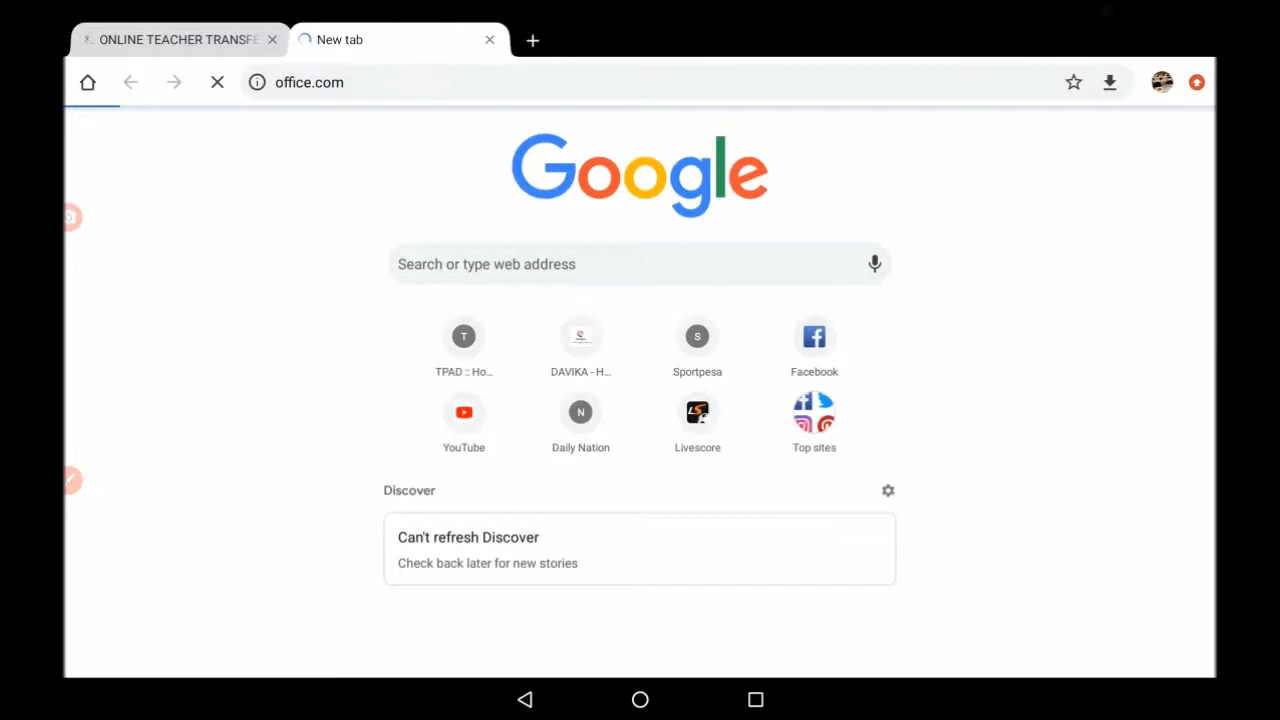 ONLINE TEACHER TRANSFE
New tab
office.com
Google
Search or type web address
T
S
TPAD :: Ho...
DAVIKA - H...
Sportpesa
Facebook
N
LS
YouTube
Daily Nation
Livescore
Top sites
Discover
Can't refresh Discover
Check back later for new stories